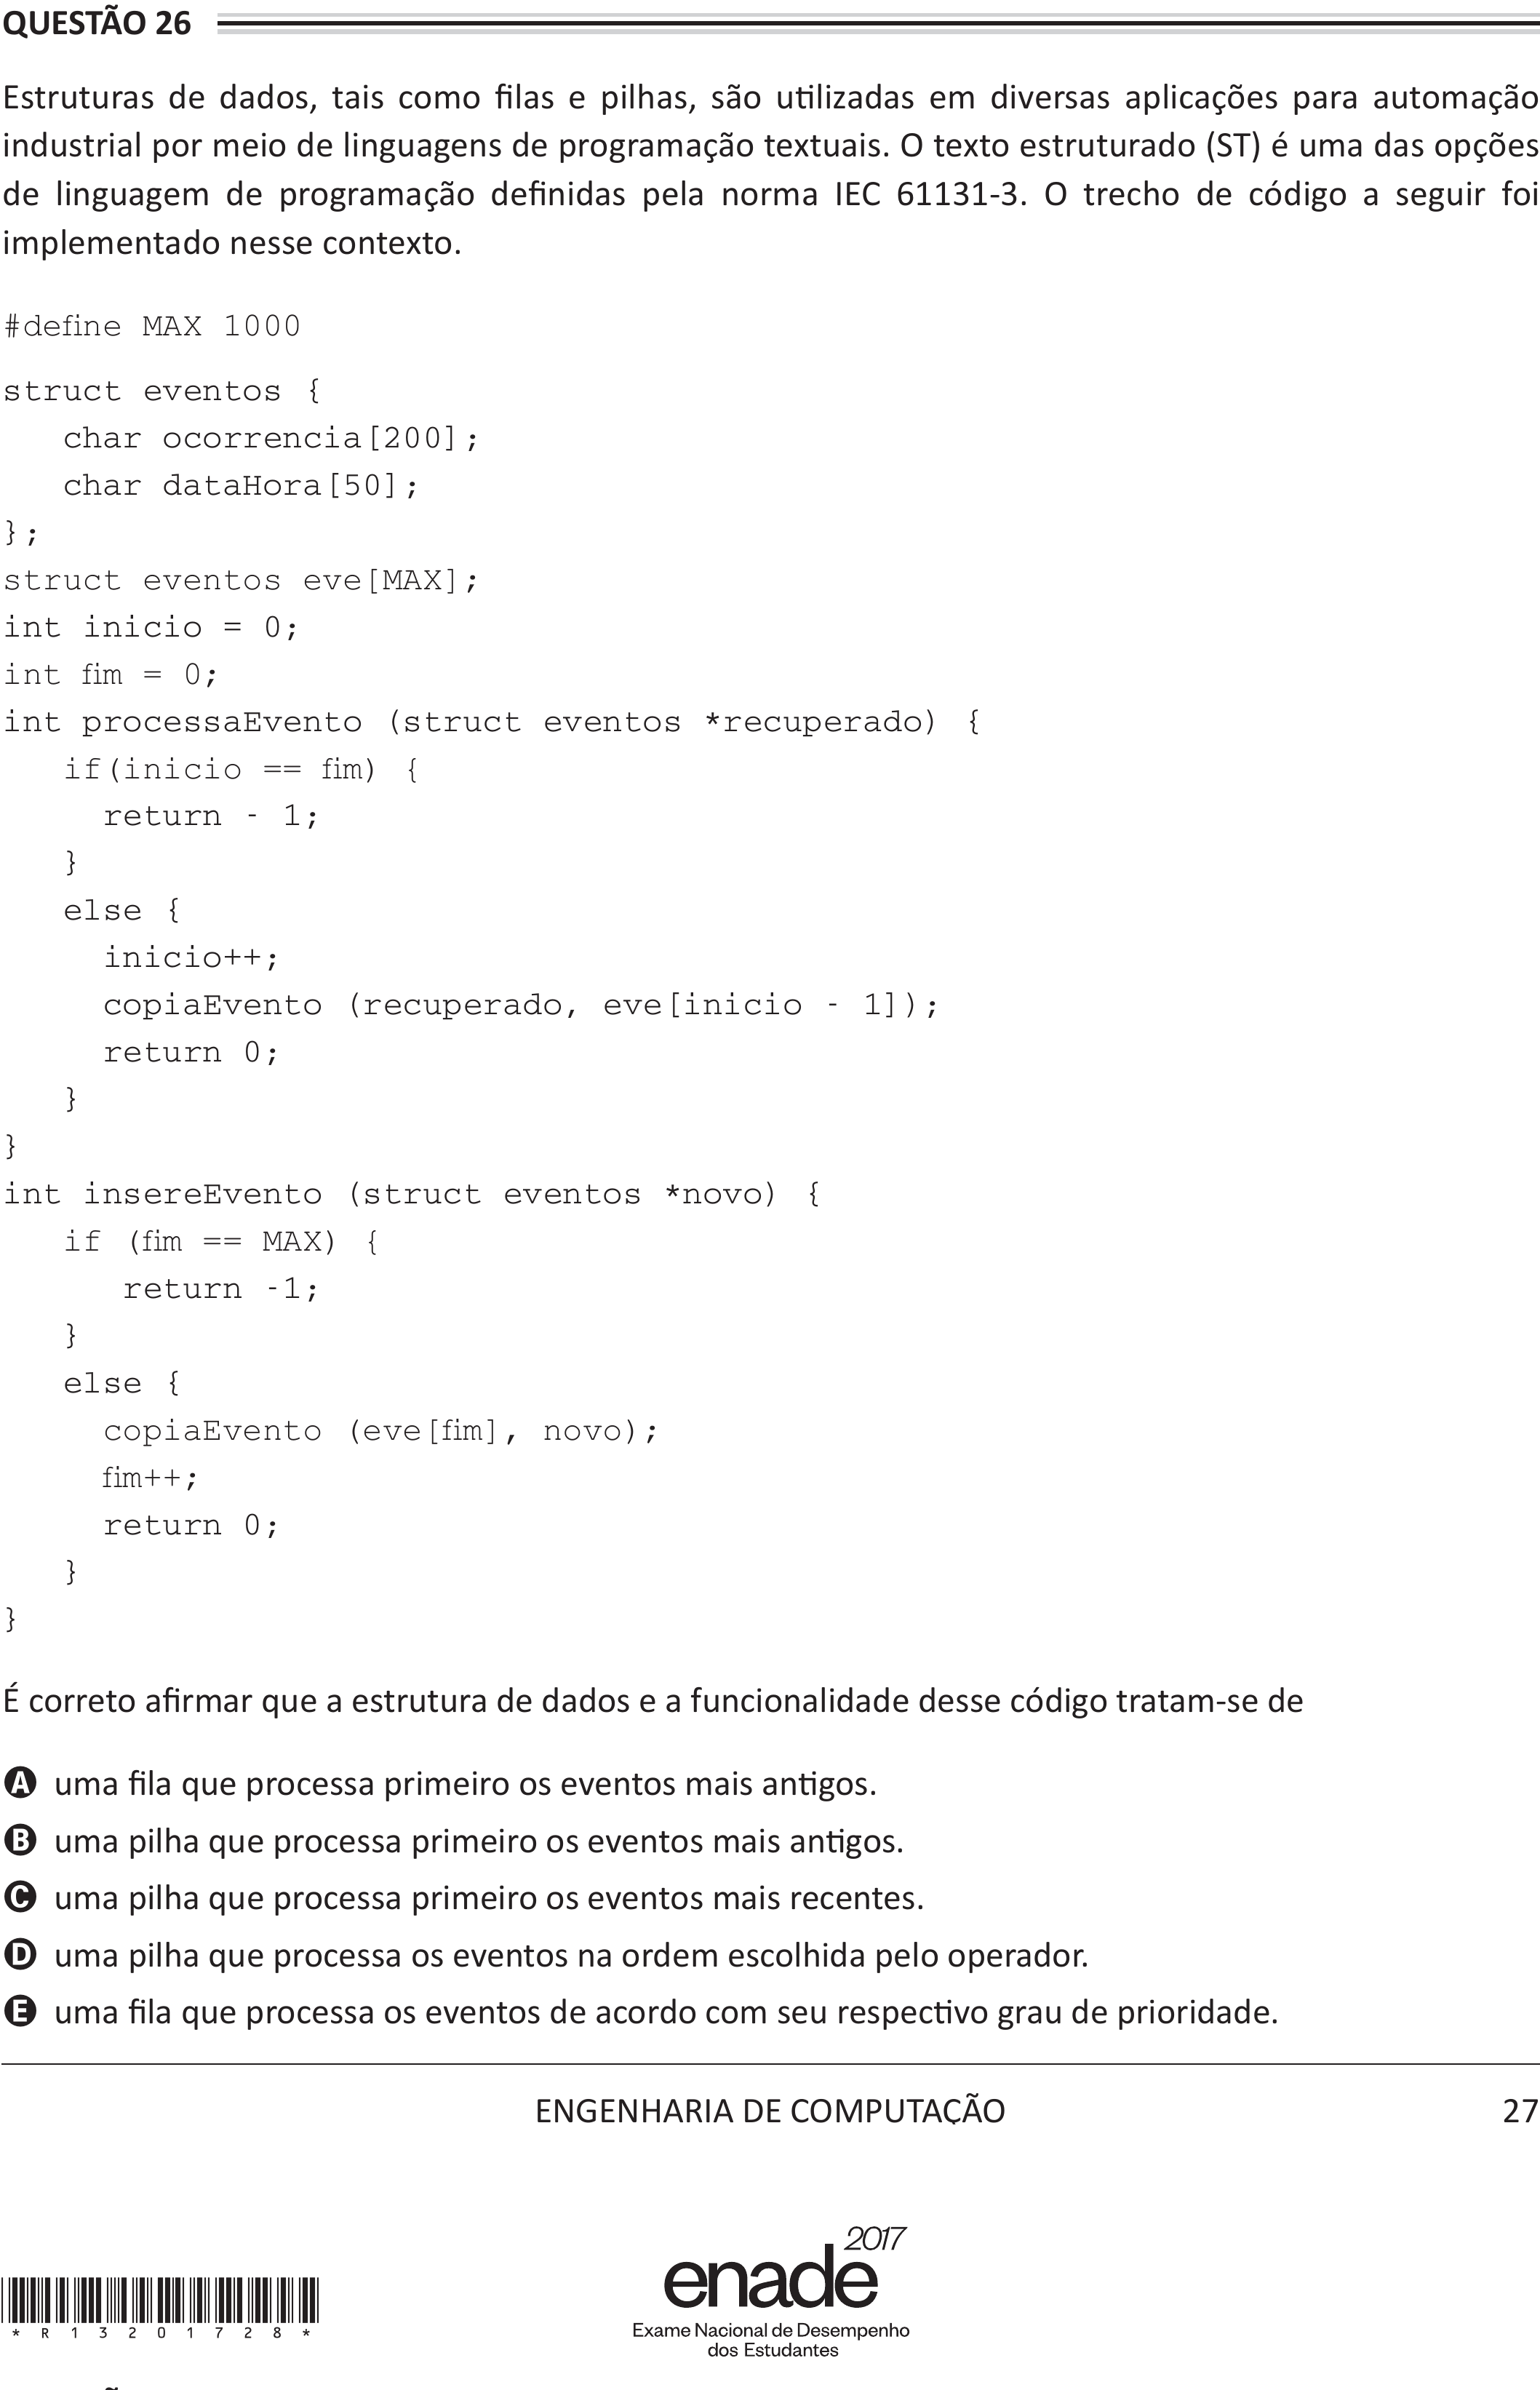 QUESTÃO 26
Estruturas de dados, tais como filas e pilhas, são utilizadas em diversas aplicações para automação
industrial por meio de linguagens de programação textuais. O texto estruturado (ST) é uma das opções
de linguagem de programação definidas pela norma IEC 61131-3. O trecho de código a seguir foi
implementado nesse contexto.
#define MAX 1000
struct eventos {
char ocorrencia[200];
char dataHora[50];
};
struct eventos eve[MAX];
int inicio = 0;
int fim = 0;
int processaEvento (struct eventos *recuperado) {
if(inicio == fim) {
return - 1;
}
else {
inicio++;
copiaEvento (recuperado, eve[inicio - 1]);
return 0;
}
}
int insereEvento (struct eventos *novo) {
if (fim == MAX) {
return -1;
}
else {
copiaEvento (eve[fim], novo);
fim++;
return 0;
}
}
É correto afirmar que a estrutura de dados e a funcionalidade desse código tratam-se de
A uma fila que processa primeiro os eventos mais antigos.
B uma pilha que processa primeiro os eventos mais antigos.
C uma pilha que processa primeiro os eventos mais recentes.
D uma pilha que processa os eventos na ordem escolhida pelo operador.
E uma fila que processa os eventos de acordo com seu respectivo grau de prioridade.
ENGENHARIA DE COMPUTAÇÃO 27
2017
enade
Exame Nacional de Desempenho
dos Estudantes
* R 1 3 2 0 1 7 2 8 *